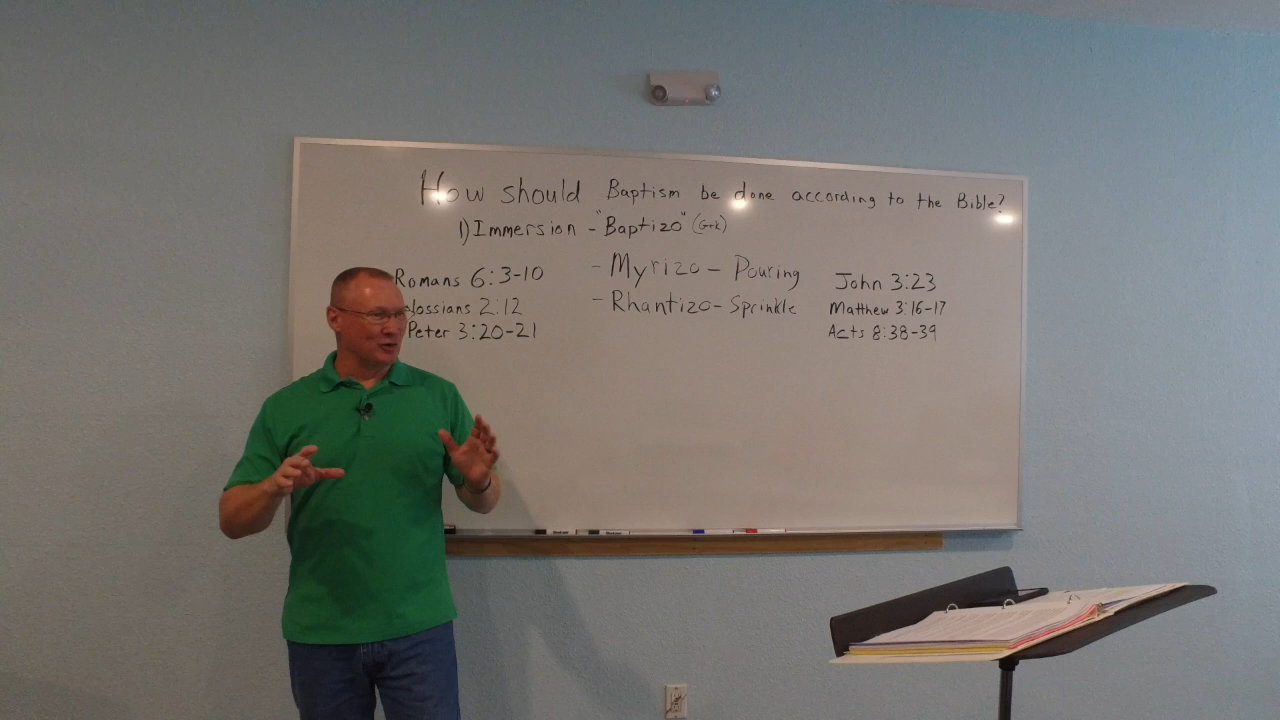 How should Baptism be done according to the Bible?
1) Immersion - "Baptizo" (Grk)
Romans 6:3-10
lossians 2:12
Peter 3:20-21
- Myrizo - Pouring
- Rhantizo - Sprinkle
John 3:23
Matthew 3:16-17
Acts 8:38-39